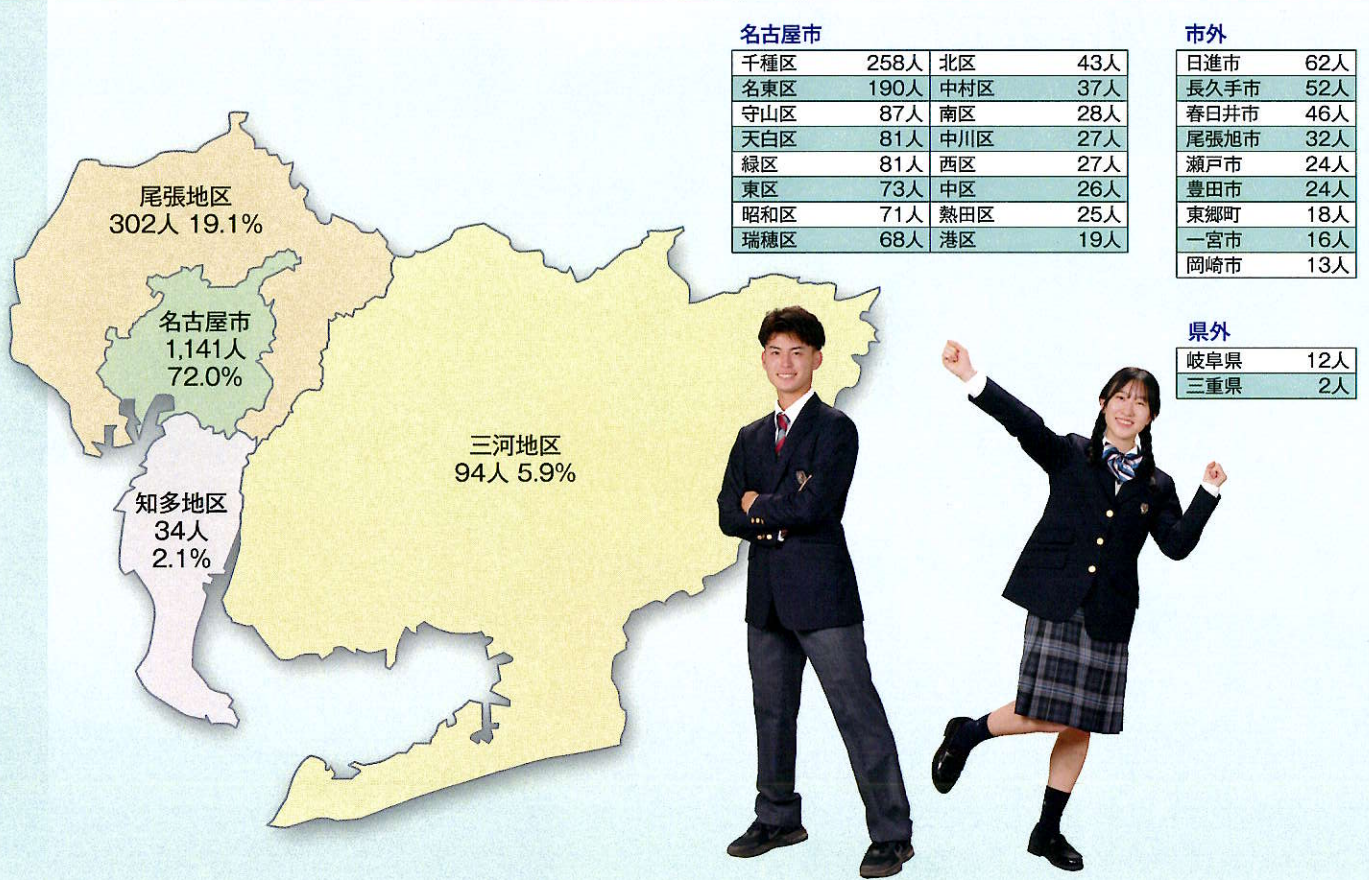 名古屋市
千種区 258人 北区 43人
名東区 190人 中村区 37人
守山区 87人 南区 28人
天白区 81人 中川区 27人
緑区 81人 西区 27人
東区 73人 中区 26人
昭和区 71人 熱田区 25人
瑞穂区 68人 港区 19人
市外
日進市 62人
長久手市 52人
春日井市 46人
尾張旭市 32人
瀬戸市 24人
豊田市 24人
東郷町 18人
一宮市 16人
岡崎市 13人
県外
岐阜県 12人
三重県 2人
尾張地区
302人 19.1%
名古屋市
1,141人
72.0%
三河地区
94人 5.9%
知多地区
34人
2.1%